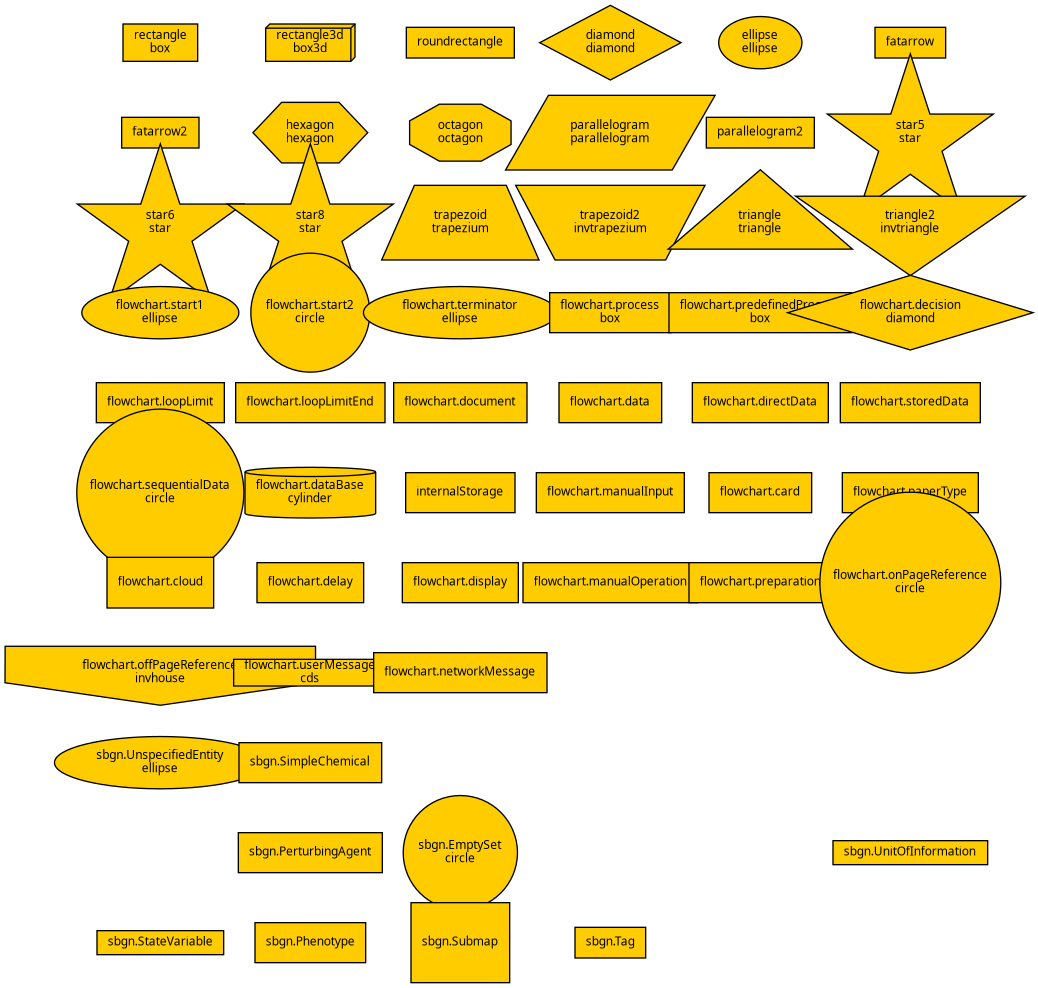 rectangle
box
rectangle3d
box3d
roundrectangle
diamond
diamond
ellipse
ellipse
fatarrow
fatarrow2
hexagon
hexagon
octagon
octagon
parallelogram
parallelogram
parallelogram2
star5
star
star6
star
star8
star
trapezoid
trapezium
trapezoid2
invtrapezium
triangle
triangle
triangle2
invtriangle
flowchart.start1
ellipse
flowchart.start2
circle
flowchart.terminator
ellipse
flowchart.process
box
flowchart.predefinedProc
box
flowchart.decision
diamond
flowchart.loopLimit
flowchart.loopLimitEnd
flowchart.document
flowchart.data
flowchart.directData
flowchart.storedData
flowchart.sequentialData
circle
flowchart.dataBase
cylinder
internalStorage
flowchart.manualInput
flowchart.card
flowchart.paperType
flowchart.cloud
flowchart.delay
flowchart.display
flowchart.manualOperation
flowchart.preparation
flowchart.onPageReference
circle
flowchart.offPageReference
invhouse
flowchart.userMessage
cds
flowchart.networkMessage
sbgn.UnspecifiedEntity
ellipse
sbgn.SimpleChemical
sbgn.PerturbingAgent
sbgn.EmptySet
circle
sbgn.UnitOfInformation
sbgn.StateVariable
sbgn.Phenotype
sbgn.Submap
sbgn.Tag